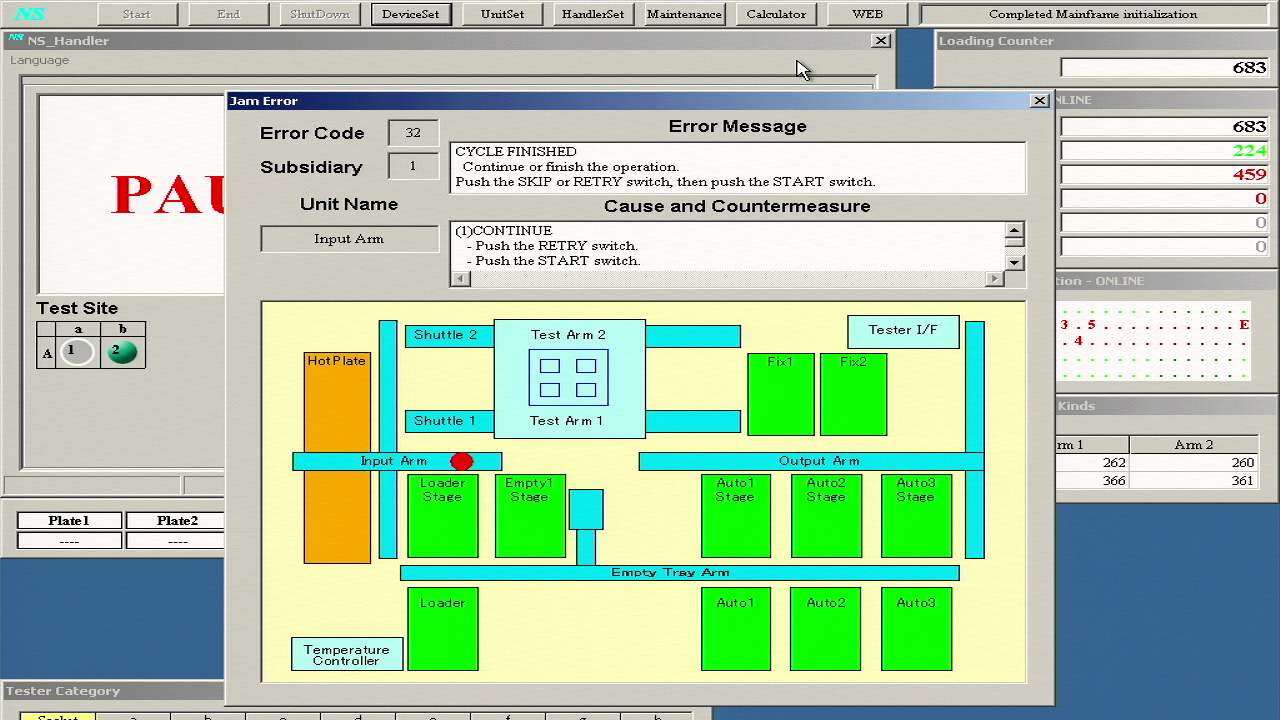 NS
Start
End
ShutDown
DeviceSet
UnitSet
HandlerSet
Maintenance
Calculator
WEB
Completed Mainframe initialization
NS NS_Handler
Language
PAU
Test Site
a b
A 1 2
Plate1 Plate2
---- ----
Tester Category
Socket a b c d e f g h
Jam Error
Error Code 32
Subsidiary 1
Unit Name
Input Arm
Error Message
CYCLE FINISHED
Continue or finish the operation.
Push the SKIP or RETRY switch, then push the START switch.
Cause and Countermeasure
(1)CONTINUE
- Push the RETRY switch.
- Push the START switch.
Shuttle 2
Test Arm 2
Tester I/F
HotPlate
Fix1
Fix2
Shuttle 1
Test Arm 1
Input Arm
Output Arm
Loader
Stage
Empty1
Stage
Auto1
Stage
Auto2
Stage
Auto3
Stage
Empty Tray Arm
Loader
Auto1
Auto2
Auto3
Temperature
Controller
Loading Counter
683
NLINE
683
224
459
0
0
0
tion - ONLINE
3 . 5 . . . . . . . . . . . . . E
. 4 . . . . . . . . . . . . . .
Kinds
rm 1 Arm 2
262 260
366 361